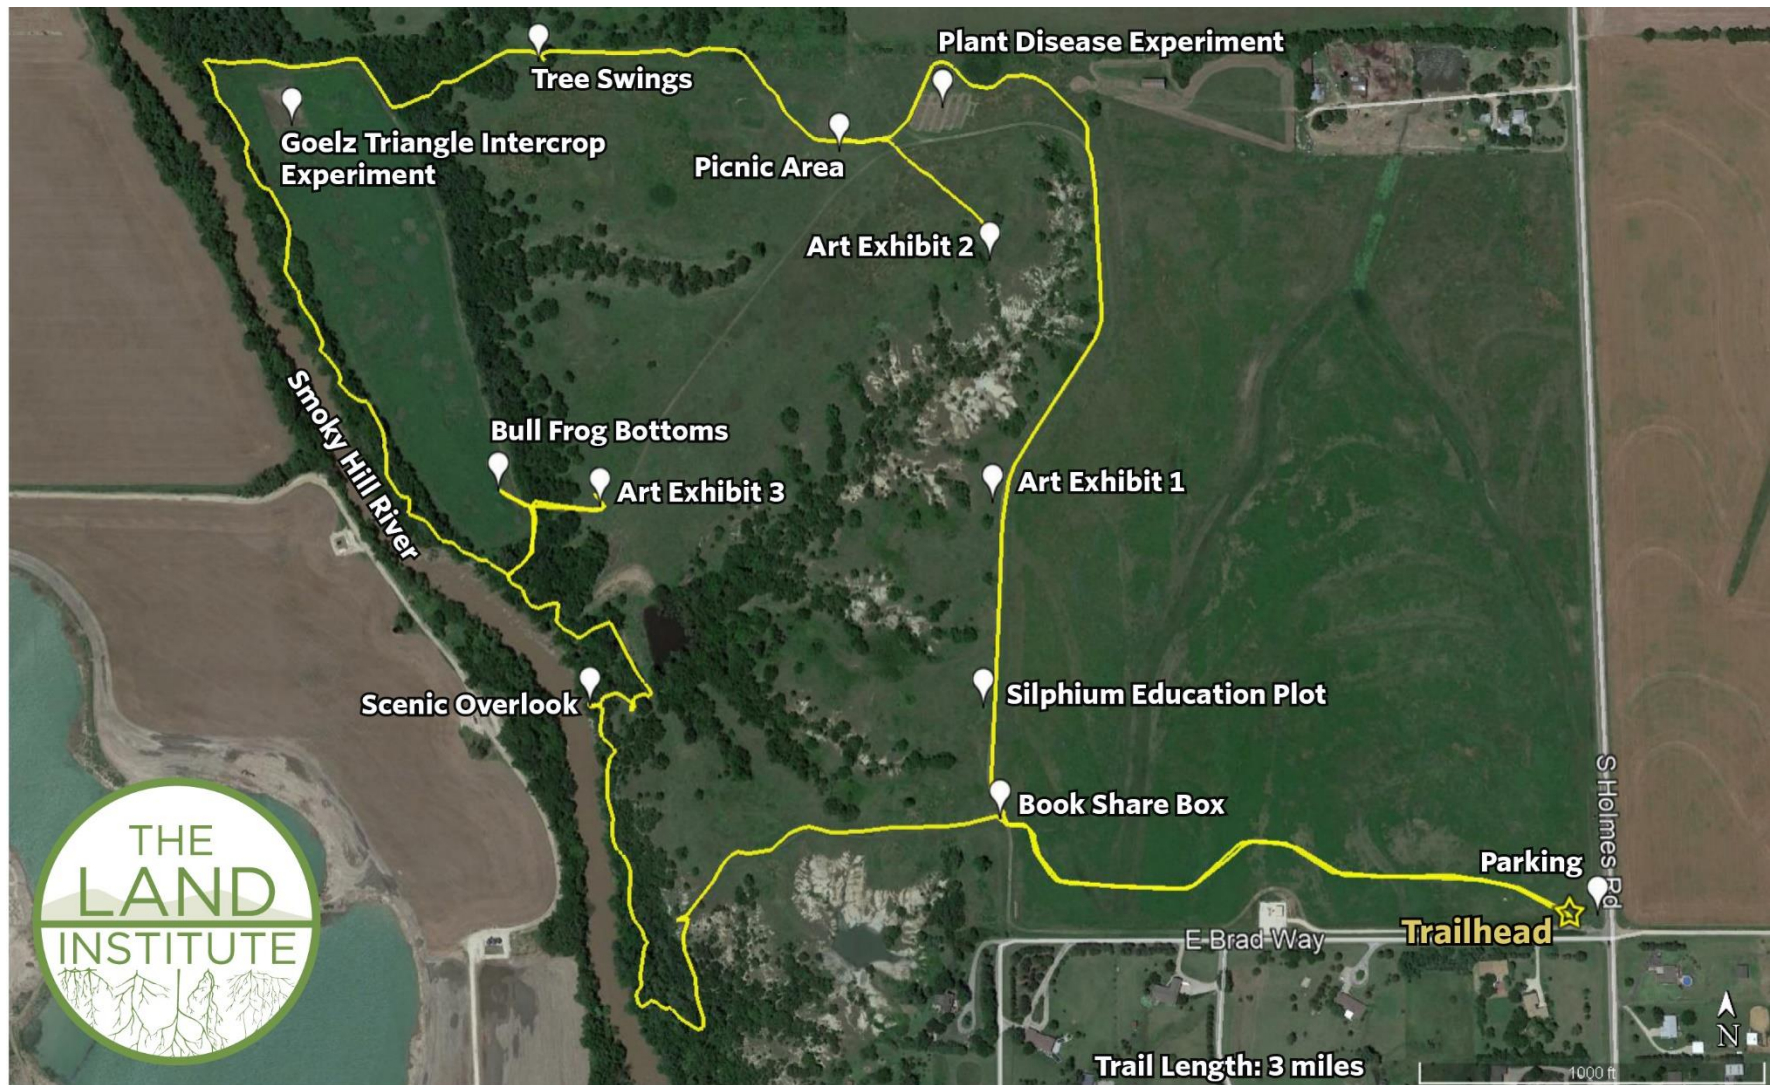 Plant Disease Experiment
Tree Swings
Goelz Triangle Intercrop
Experiment
Picnic Area
Art Exhibit 2
Smoky Hill River
Bull Frog Bottoms
Art Exhibit 3
Art Exhibit 1
Scenic Overlook
Silphium Education Plot
Book Share Box
S Holmes Rd
Parking
Trailhead
E Brad Way
THE
LAND
INSTITUTE
N
Trail Length: 3 miles
1000 ft